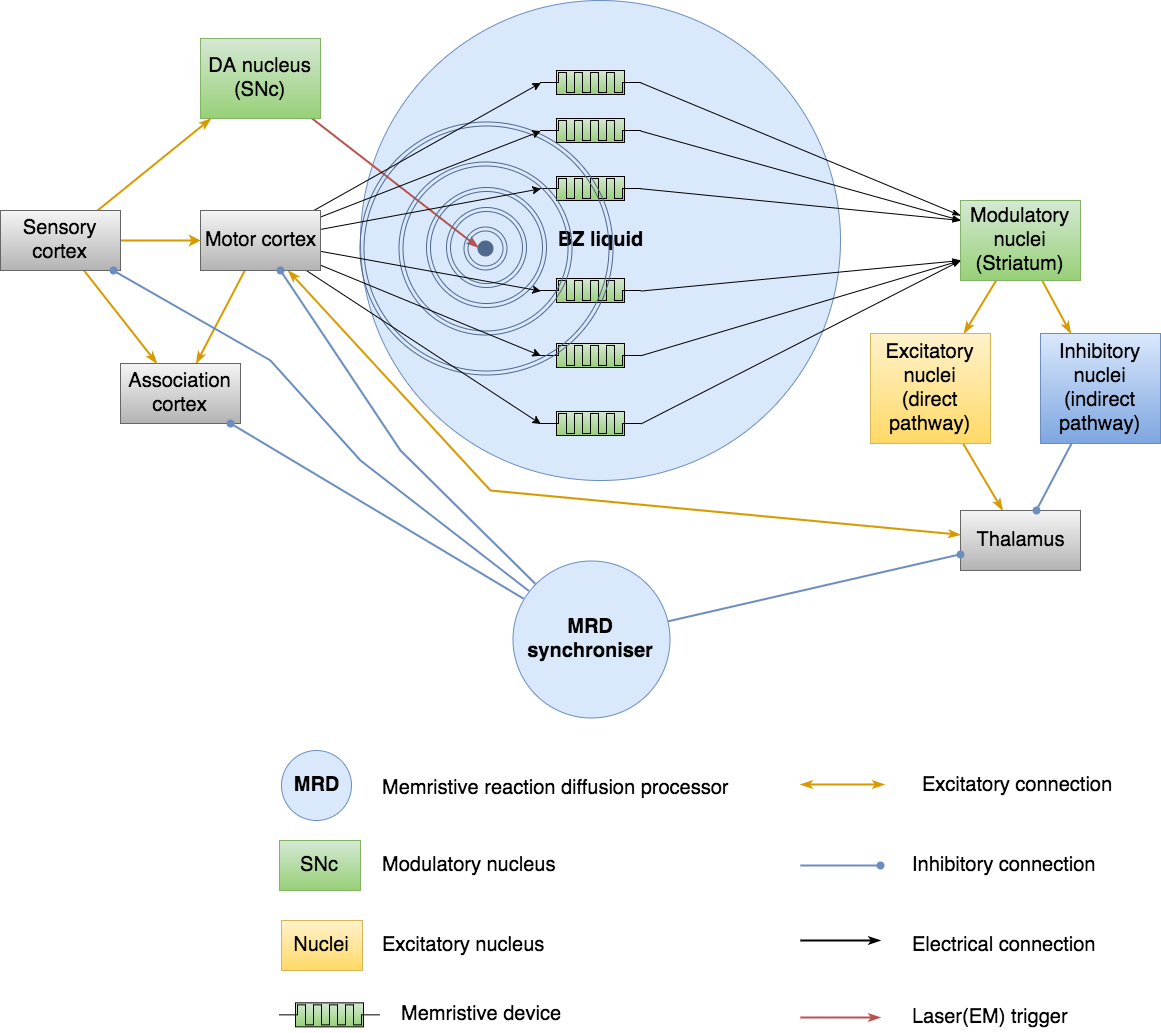 DA nucleus
(SNc)
Sensory
cortex
Motor cortex
BZ liquid
Modulatory
nuclei
(Striatum)
Association
cortex
Excitatory
nuclei
(direct
pathway)
Inhibitory
nuclei
(indirect
pathway)
Thalamus
MRD
synchroniser
MRD
Memristive reaction diffusion processor
Excitatory connection
SNc
Modulatory nucleus
Inhibitory connection
Nuclei
Excitatory nucleus
Electrical connection
Memristive device
Laser(EM) trigger